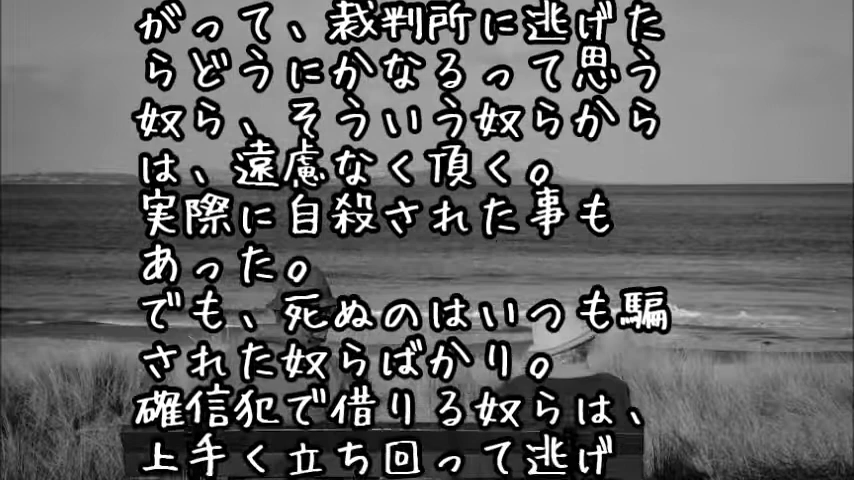 がって、裁判所に逃げた
らどうにかなるって思う
奴ら、そういう奴らから
は、遠慮なく頂く。
実際に自殺された事も
あった。
でも、死ぬのはいつも騙
された奴らばかり。
確信犯で借りる奴らは、
上手く立ち回って逃げ